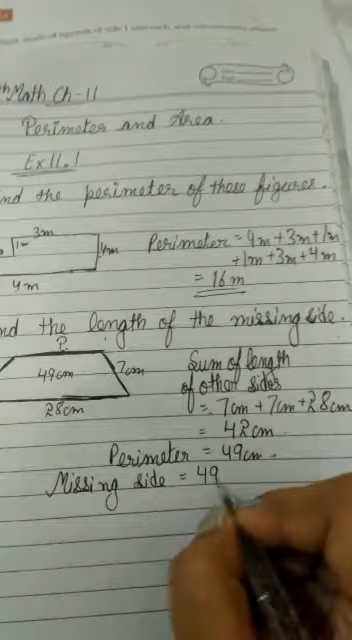 Math Ch-11
Perimeter and Area.
Ex 11.1
nd the perimeter of these figures.
3m
1m
4m
4m
Perimeter = 4m+3m+1m
+1m+3m+4m
= 16m
nd the length of the missing side.
P.
49cm
7cm
28cm
Sum of length
of other sides
= 7cm+7cm+28cm
= 42cm
Perimeter = 49cm.
Missing side = 49